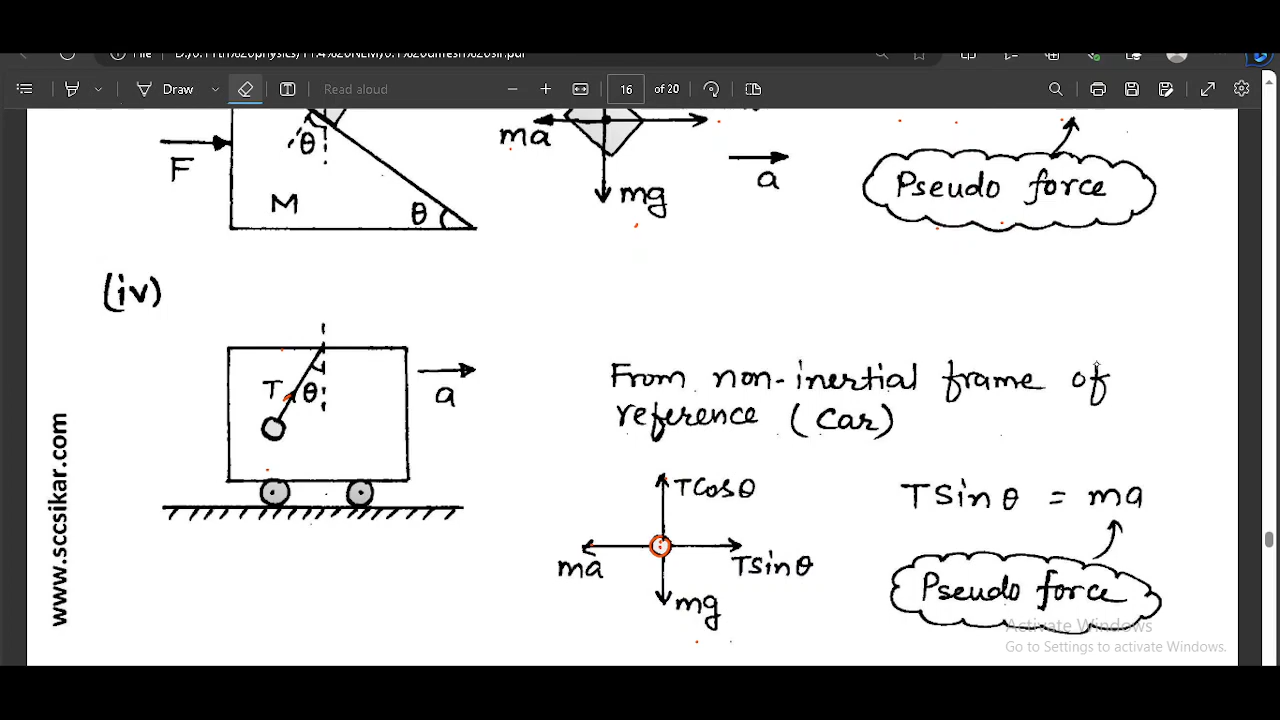 Draw
Read aloud
16 of 20
F
θ
M
θ
ma
mg
a
Pseudo force
(iv)
T θ
a
From non-inertial frame of
reference (Car)
TCosθ
ma
TSinθ
mg
TSinθ = ma
Pseudo force
www.sccsikar.com
Activate Windows
Go to Settings to activate Windows.